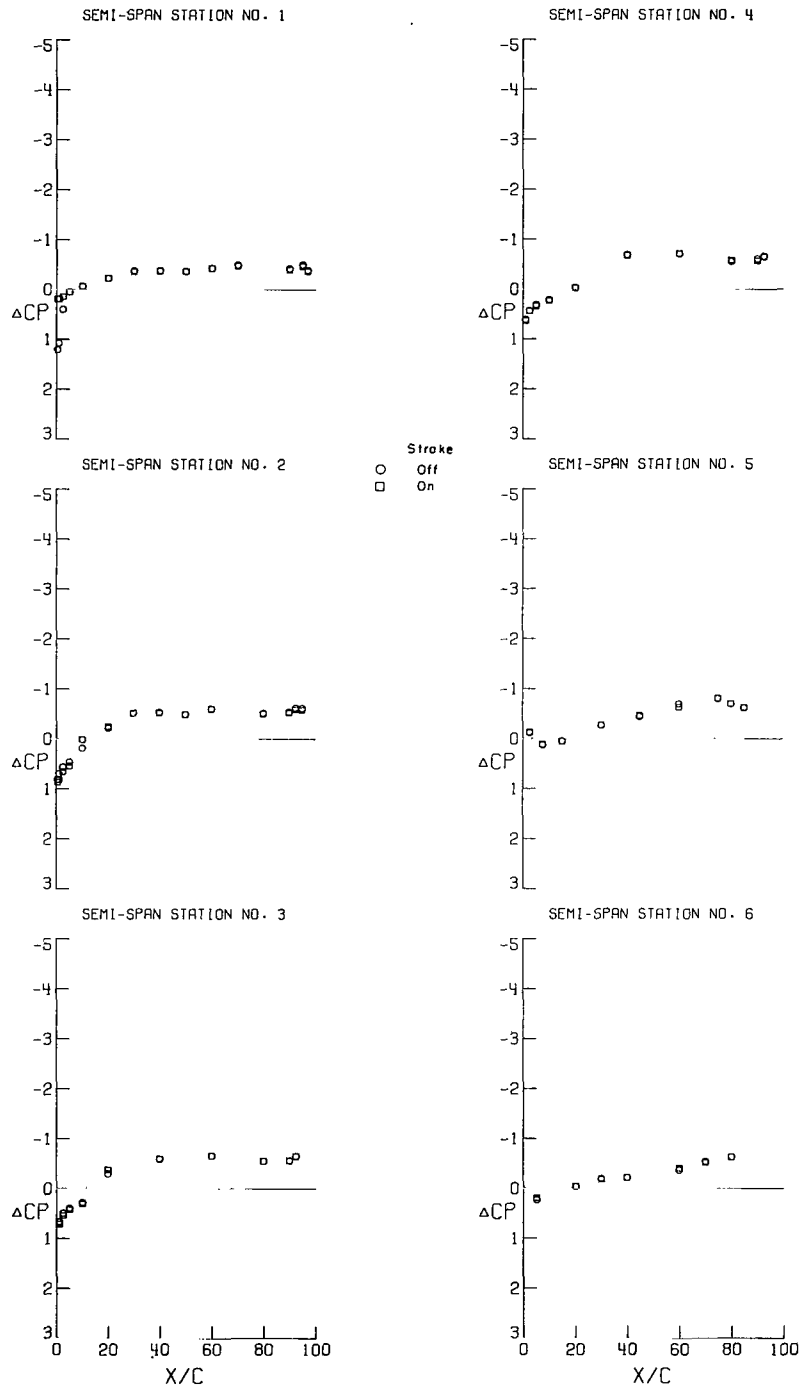 SEMI-SPAN STATION NO. 1
-5
-4
-3
-2
-1
0
ΔCP
1
2
3
SEMI-SPAN STATION NO. 4
-5
-4
-3
-2
-1
0
ΔCP
1
2
3
Strake
Off
On
SEMI-SPAN STATION NO. 2
-5
-4
-3
-2
-1
0
ΔCP
1
2
3
SEMI-SPAN STATION NO. 5
-5
-4
-3
-2
-1
0
ΔCP
1
2
3
SEMI-SPAN STATION NO. 3
-5
-4
-3
-2
-1
0
ΔCP
1
2
3
0 20 40 60 80 100
X/C
SEMI-SPAN STATION NO. 6
-5
-4
-3
-2
-1
0
ΔCP
1
2
3
0 20 40 60 80 100
X/C